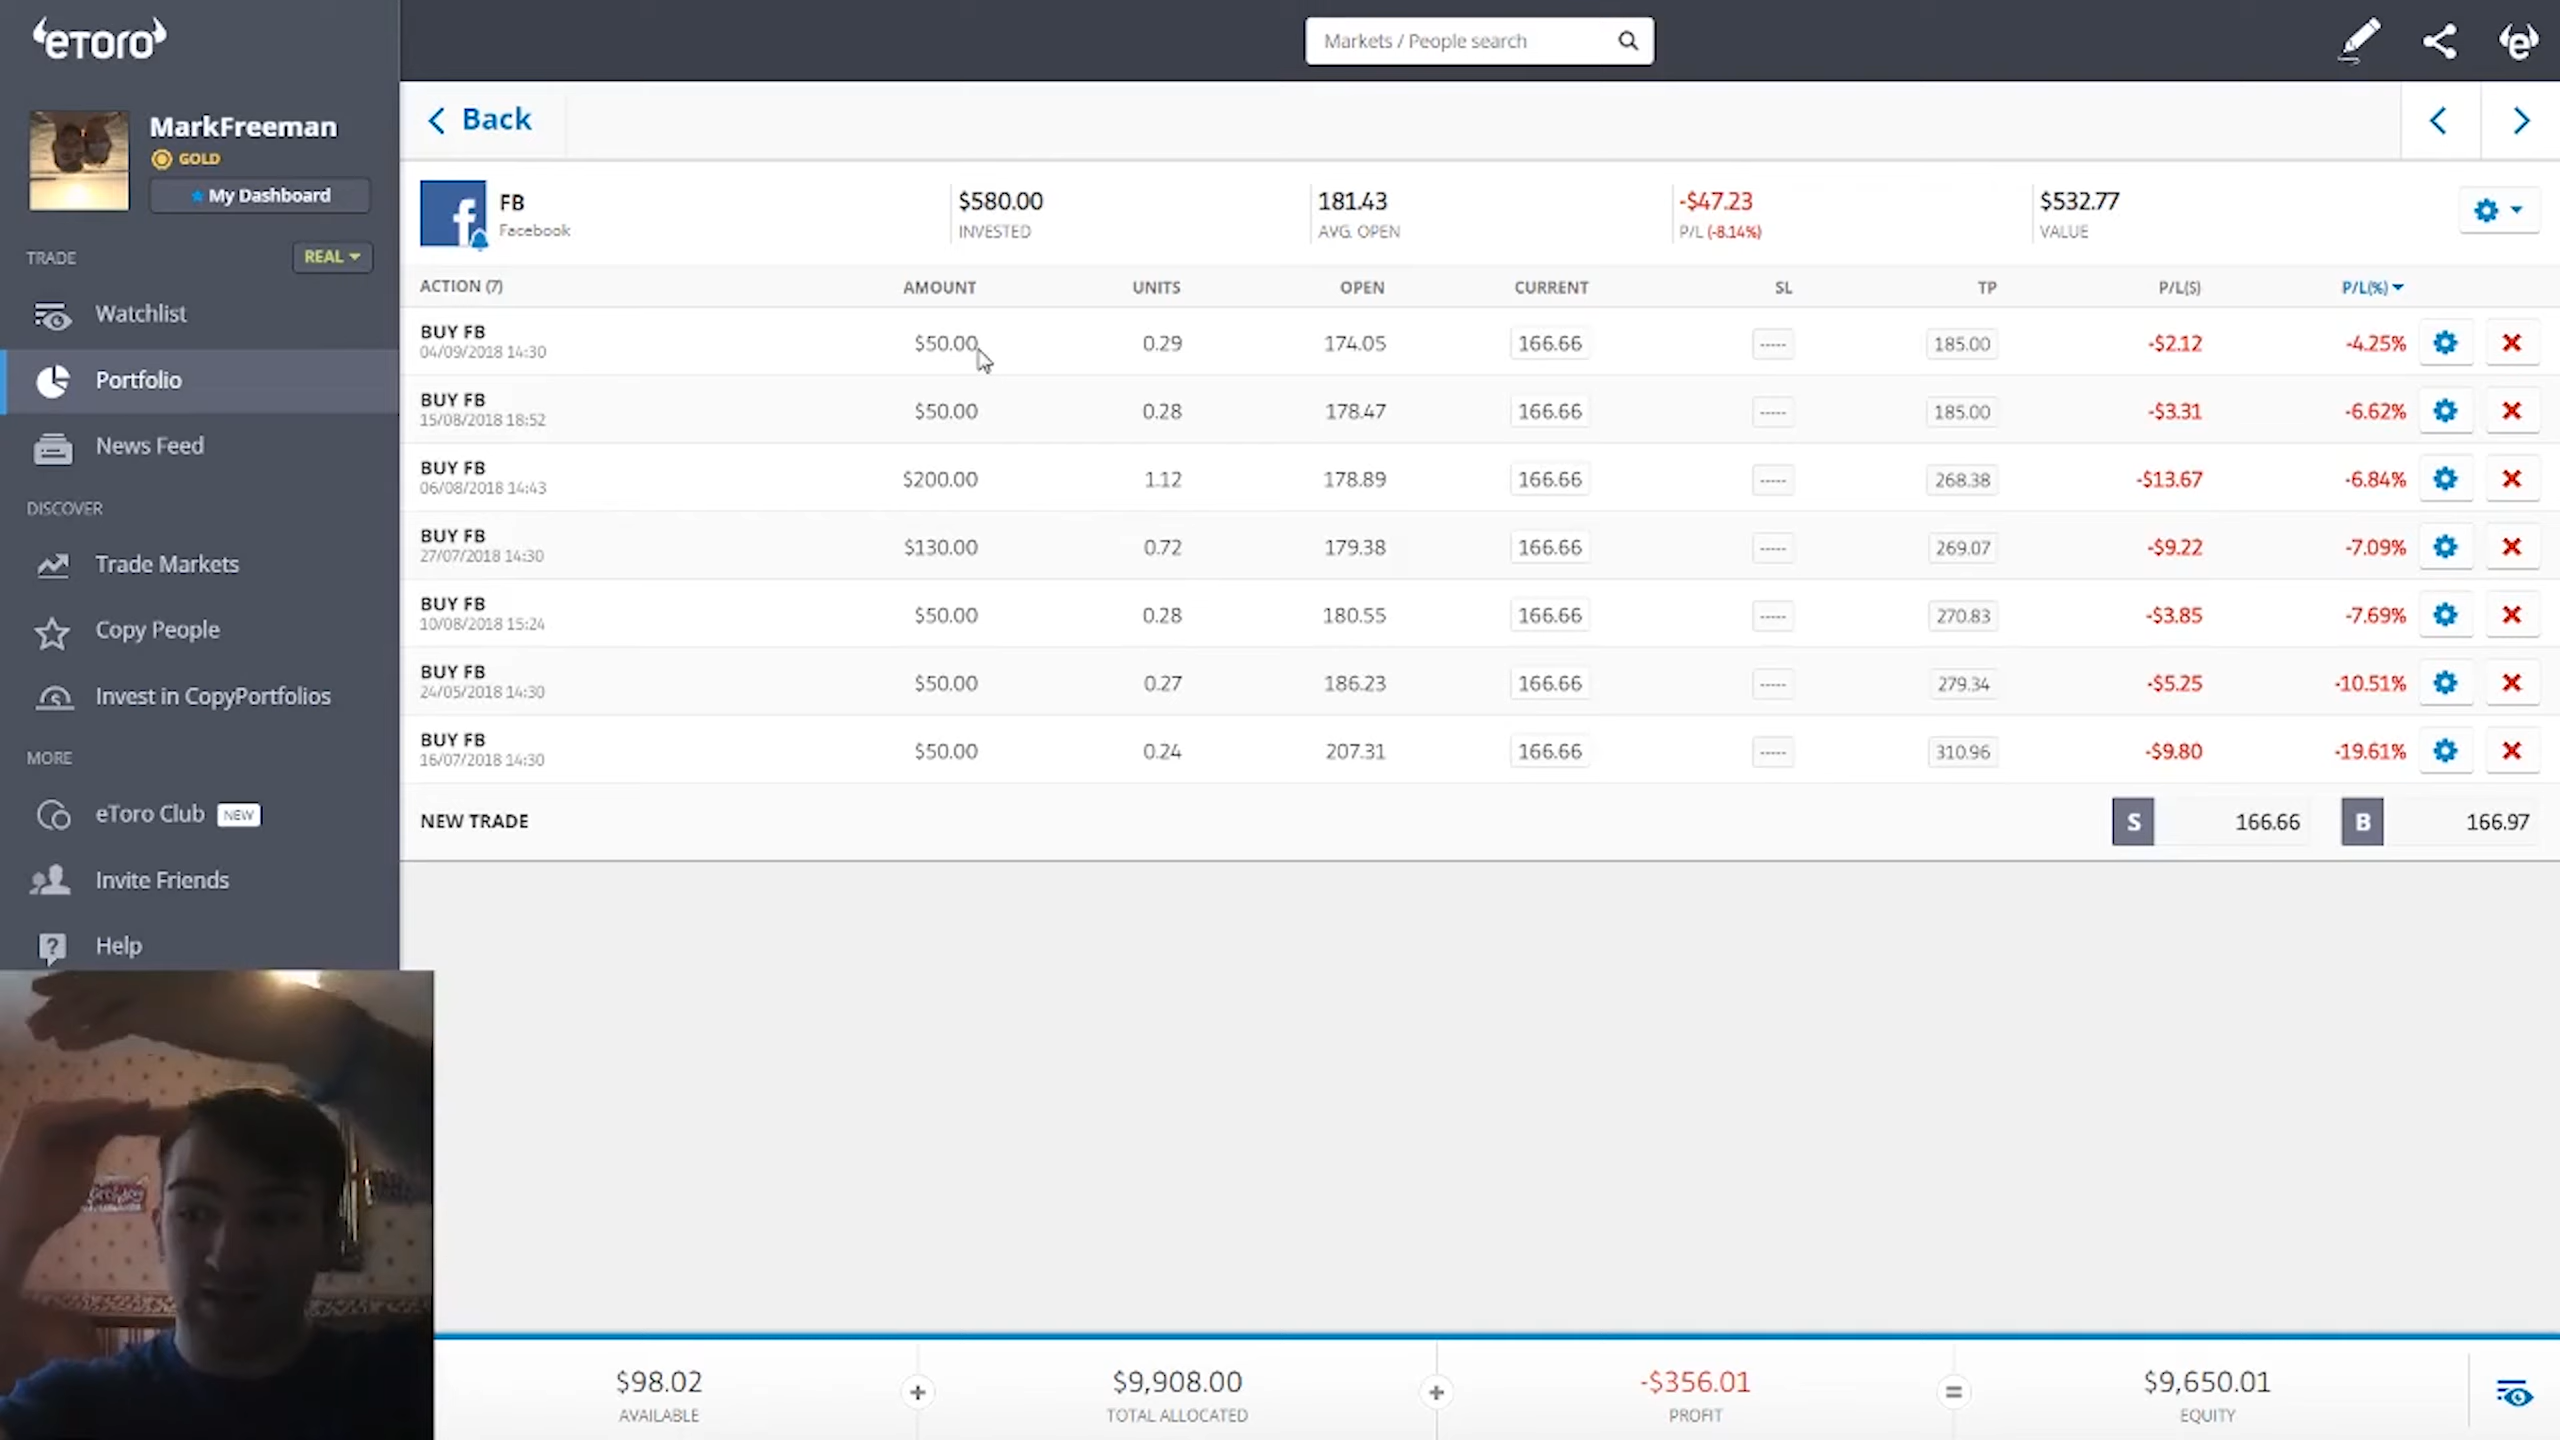 eToro
Markets / People search
MarkFreeman
GOLD
My Dashboard
TRADE
REAL
Watchlist
Portfolio
News Feed
DISCOVER
Trade Markets
Copy People
Invest in CopyPortfolios
MORE
eToro Club NEW
Invite Friends
Help
Back
FB
Facebook
$580.00
INVESTED
181.43
AVG. OPEN
-$47.23
P/L (-8.14%)
$532.77
VALUE
ACTION (7) AMOUNT UNITS OPEN CURRENT SL TP P/L($) P/L(%)
BUY FB
04/09/2018 14:30
$50.00 0.29 174.05 166.66 ----- 185.00 -$2.12 -4.25%
BUY FB
15/08/2018 18:52
$50.00 0.28 178.47 166.66 ----- 185.00 -$3.31 -6.62%
BUY FB
06/08/2018 14:43
$200.00 1.12 178.89 166.66 ----- 268.38 -$13.67 -6.84%
BUY FB
27/07/2018 14:30
$130.00 0.72 179.38 166.66 ----- 269.07 -$9.22 -7.09%
BUY FB
10/08/2018 15:24
$50.00 0.28 180.55 166.66 ----- 270.83 -$3.85 -7.69%
BUY FB
24/05/2018 14:30
$50.00 0.27 186.23 166.66 ----- 279.34 -$5.25 -10.51%
BUY FB
16/07/2018 14:30
$50.00 0.24 207.31 166.66 ----- 310.96 -$9.80 -19.61%
NEW TRADE S 166.66 B 166.97
$98.02 + $9,908.00 + -$356.01 = $9,650.01
AVAILABLE TOTAL ALLOCATED PROFIT EQUITY